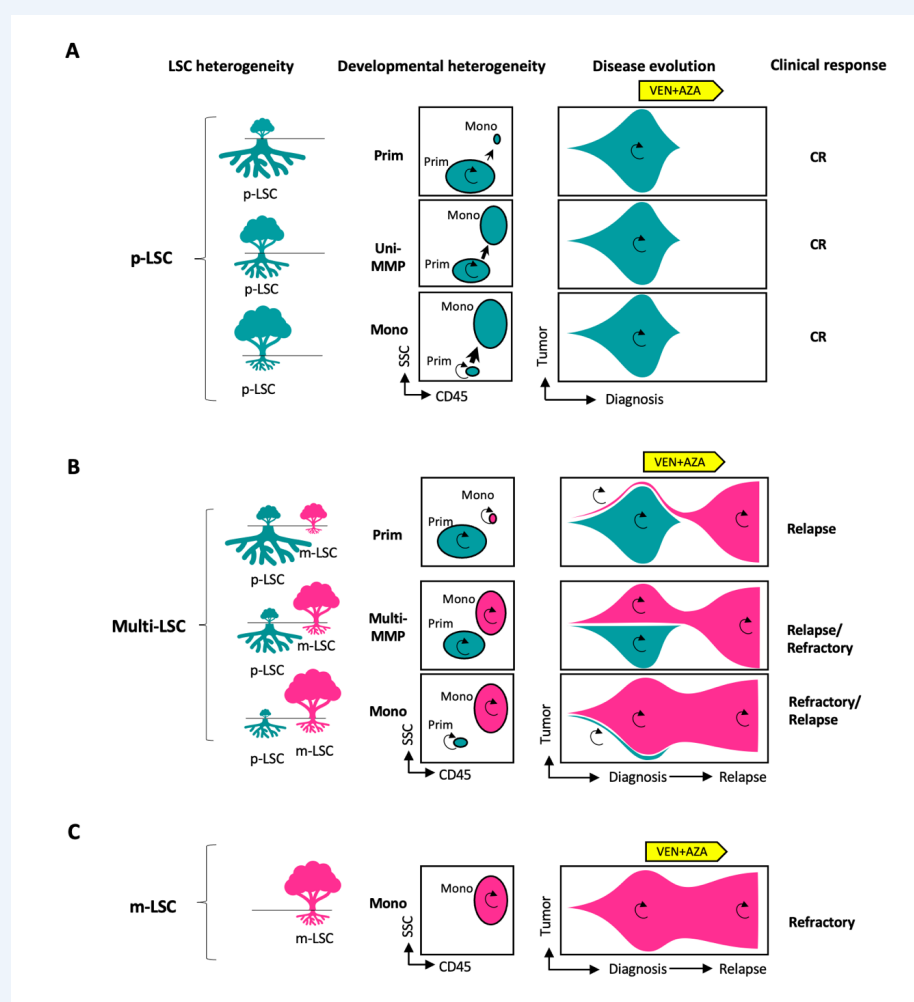 A
LSC heterogeneity
Developmental heterogeneity
Disease evolution
Clinical response
VEN+AZA
p-LSC
p-LSC
Prim
Mono
Prim
CR
p-LSC
Uni-
MMP
Mono
Prim
CR
p-LSC
Mono
Mono
Prim
SSC
CD45
Tumor
Diagnosis
CR
B
VEN+AZA
Multi-LSC
p-LSC
m-LSC
Prim
Mono
Prim
Relapse
p-LSC
m-LSC
Multi-
MMP
Mono
Prim
Relapse/
Refractory
p-LSC
m-LSC
Mono
Mono
Prim
SSC
CD45
Tumor
Diagnosis
Relapse
Refractory/
Relapse
C
VEN+AZA
m-LSC
m-LSC
Mono
Mono
SSC
CD45
Tumor
Diagnosis
Relapse
Refractory